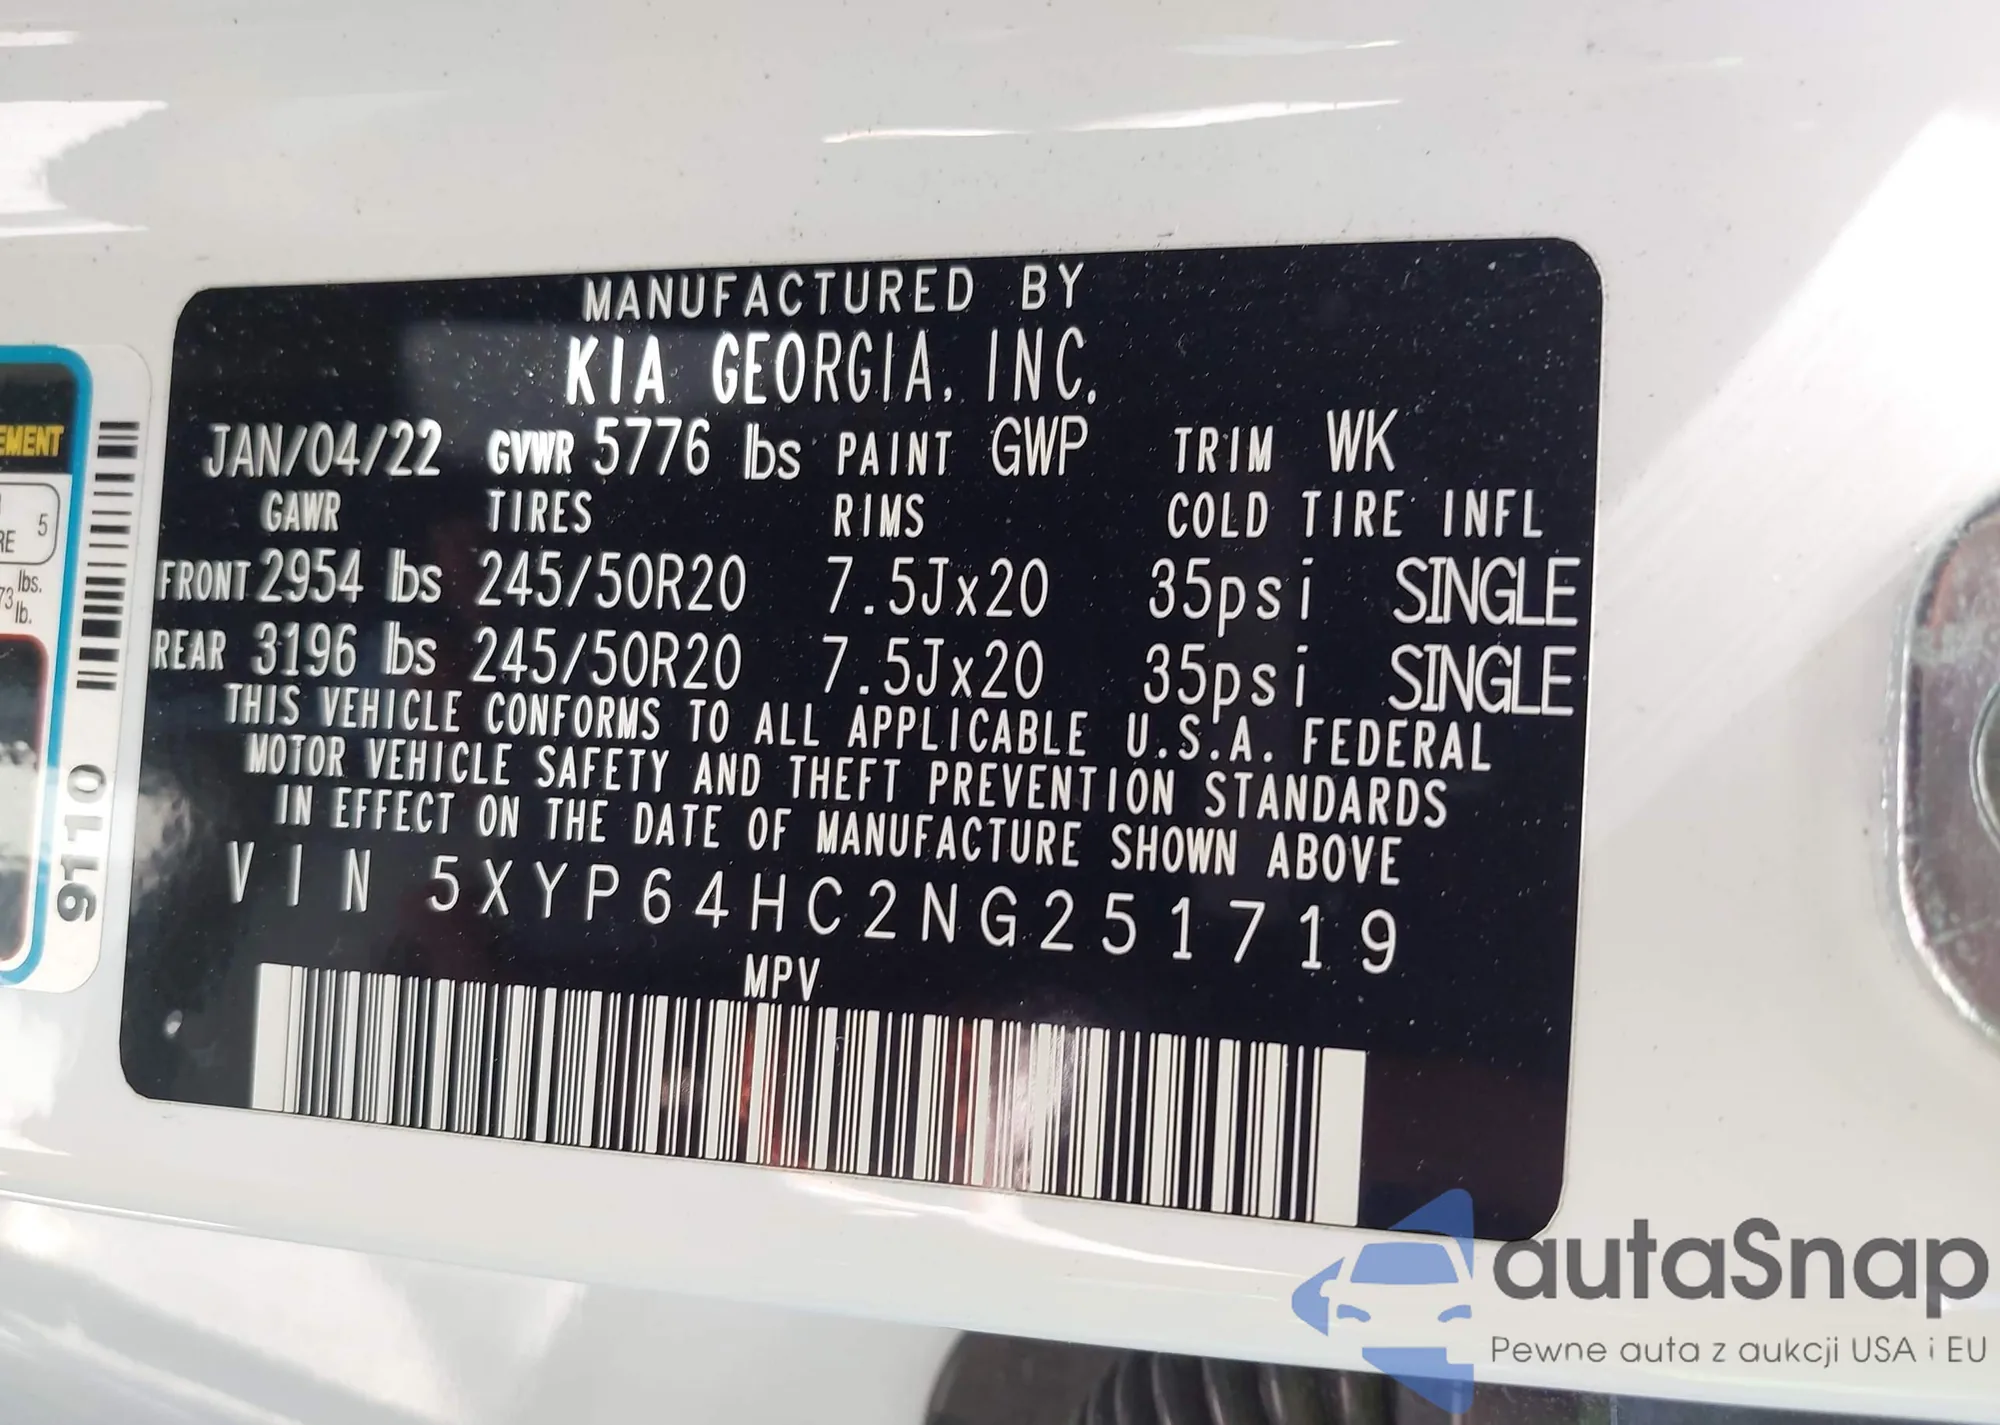 MANUFACTURED BY
KIA GEORGIA, INC.
JAN/04/22 GVWR 5776 lbs PAINT GWP TRIM WK
GAWR TIRES RIMS COLD TIRE INFL
FRONT 2954 lbs 245/50R20 7.5Jx20 35psi SINGLE
REAR 3196 lbs 245/50R20 7.5Jx20 35psi SINGLE
THIS VEHICLE CONFORMS TO ALL APPLICABLE U.S.A. FEDERAL
MOTOR VEHICLE SAFETY AND THEFT PREVENTION STANDARDS
IN EFFECT ON THE DATE OF MANUFACTURE SHOWN ABOVE
VIN 5XYP64HC2NG251719
MPV
5
lbs.
lb.
9110
autaSnap
Pewne auta z aukcji USA i EU